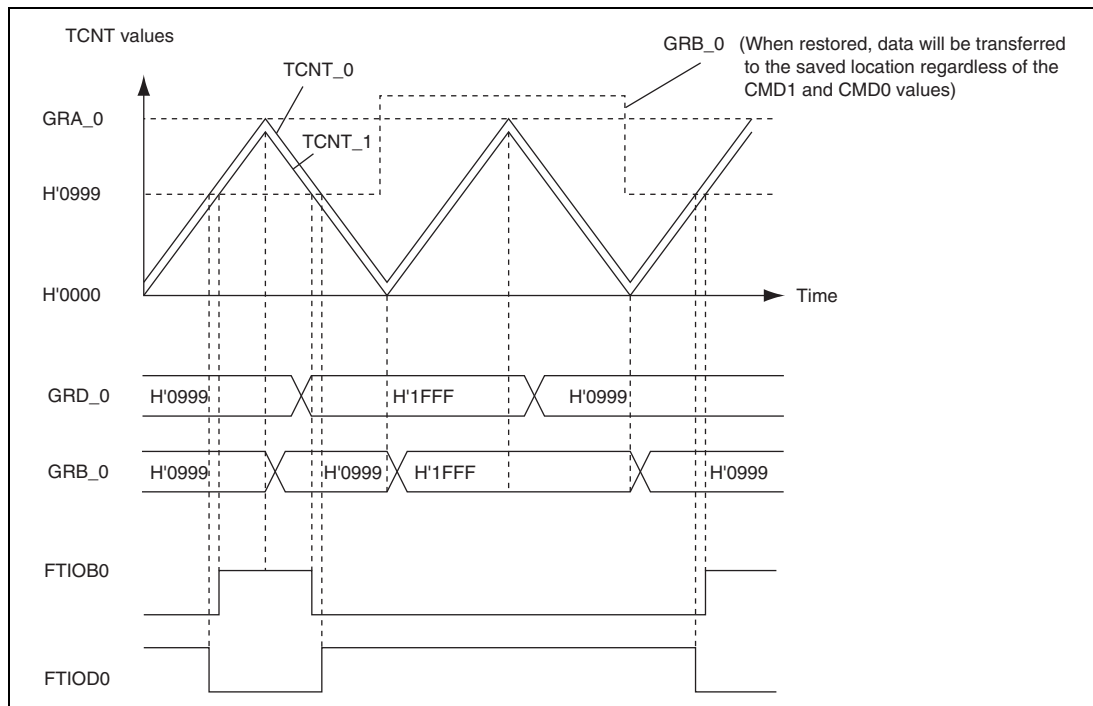 TCNT values
TCNT_0
GRB_0 (When restored, data will be transferred
to the saved location regardless of the
CMD1 and CMD0 values)
GRA_0
TCNT_1
H'0999
H'0000
Time
GRD_0 H'0999 H'1FFF H'0999
GRB_0 H'0999 H'0999 H'1FFF H'0999
FTIOB0
FTIOD0